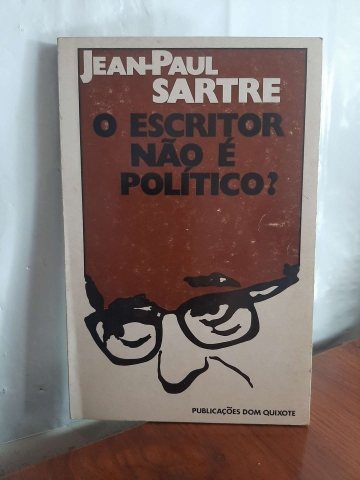 JEAN-PAUL
SARTRE
O ESCRITOR
NÃO É
POLÍTICO?
PUBLICAÇÕES DOM QUIXOTE